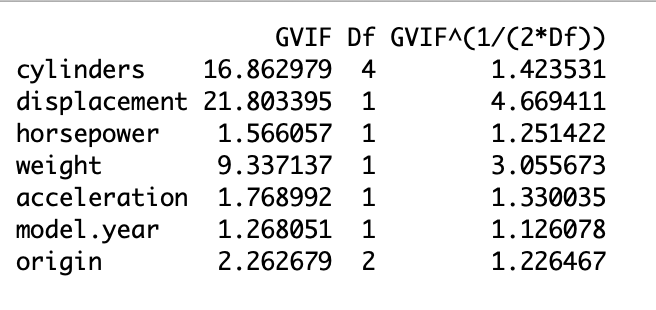 GVIF Df GVIF^(1/(2*Df))
cylinders 16.862979 4 1.423531
displacement 21.803395 1 4.669411
horsepower 1.566057 1 1.251422
weight 9.337137 1 3.055673
acceleration 1.768992 1 1.330035
model.year 1.268051 1 1.126078
origin 2.262679 2 1.226467